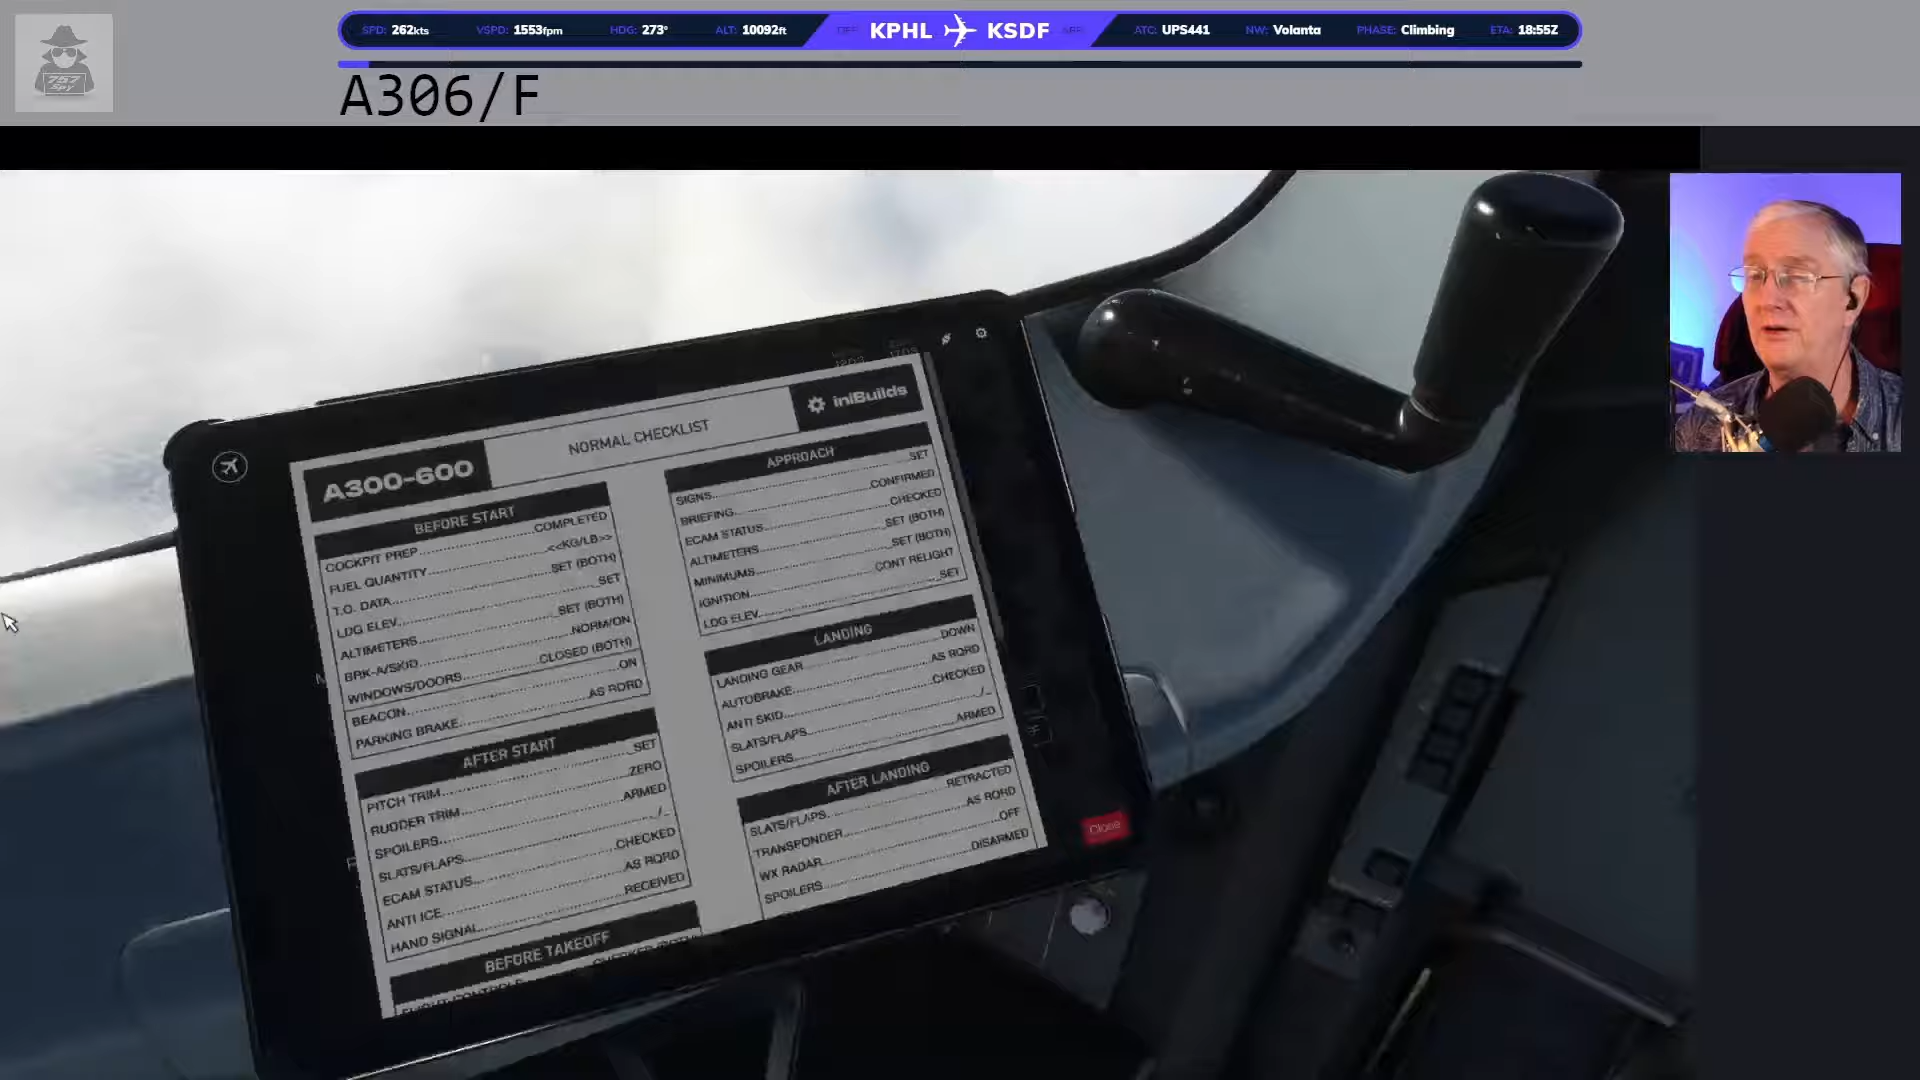 SPD: 262kts VSPD: 1553fpm HDG: 273° ALT: 10092ft DEP KPHL KSDF ARR ATC: UPS441 NW: Volanta PHASE: Climbing ETA: 18:55Z
757
Spy
A306/F
A300-600 NORMAL CHECKLIST iniBuilds
BEFORE START
COCKPIT PREP COMPLETED
FUEL QUANTITY <<KG/LB>>
T.O. DATA SET (BOTH)
LDG ELEV SET
ALTIMETERS SET (BOTH)
BRK-A/SKID NORM/ON
WINDOWS/DOORS CLOSED (BOTH)
BEACON ON
PARKING BRAKE AS RQRD
AFTER START
PITCH TRIM SET
RUDDER TRIM ZERO
SPOILERS ARMED
SLATS/FLAPS _/_
ECAM STATUS CHECKED
ANTI ICE AS RQRD
HAND SIGNAL RECEIVED
BEFORE TAKEOFF
APPROACH
SIGNS SET
BRIEFING CONFIRMED
ECAM STATUS CHECKED
ALTIMETERS SET (BOTH)
MINIMUMS SET (BOTH)
IGNITION CONT RELIGHT
LDG ELEV SET
LANDING
LANDING GEAR DOWN
AUTOBRAKE AS RQRD
ANTI SKID CHECKED
SLATS/FLAPS _/_
SPOILERS ARMED
AFTER LANDING
SLATS/FLAPS RETRACTED
TRANSPONDER AS RQRD
WX RADAR OFF
SPOILERS DISARMED
Close